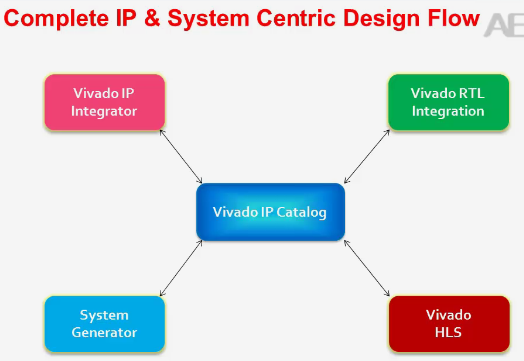 Complete IP & System Centric Design Flow
Vivado IP
Integrator
Vivado RTL
Integration
Vivado IP Catalog
System
Generator
Vivado
HLS